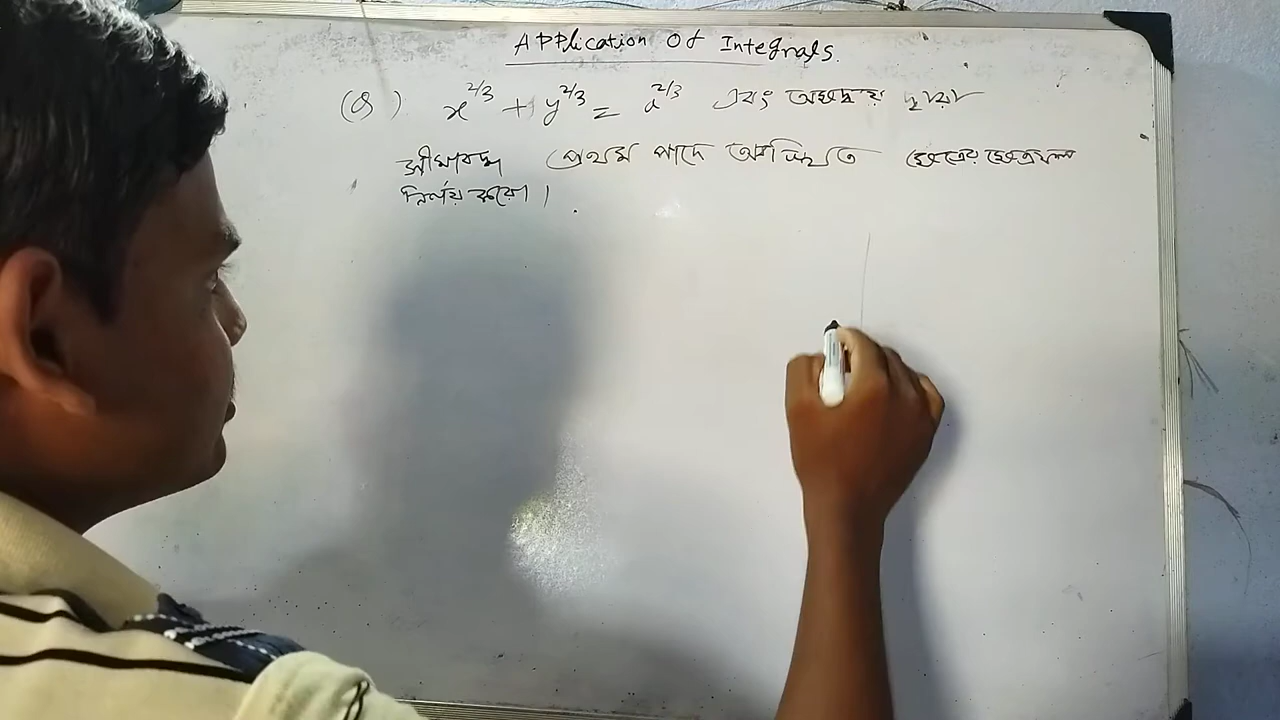 Application Of Integrals.
(Q) x^{2/3} + y^{2/3} = a^{2/3} এবং অক্ষদ্বয় দ্বারা
সীমাবদ্ধ প্রথম পাদে অবস্থিত ক্ষেত্রের ক্ষেত্রফল
নির্ণয় করো।